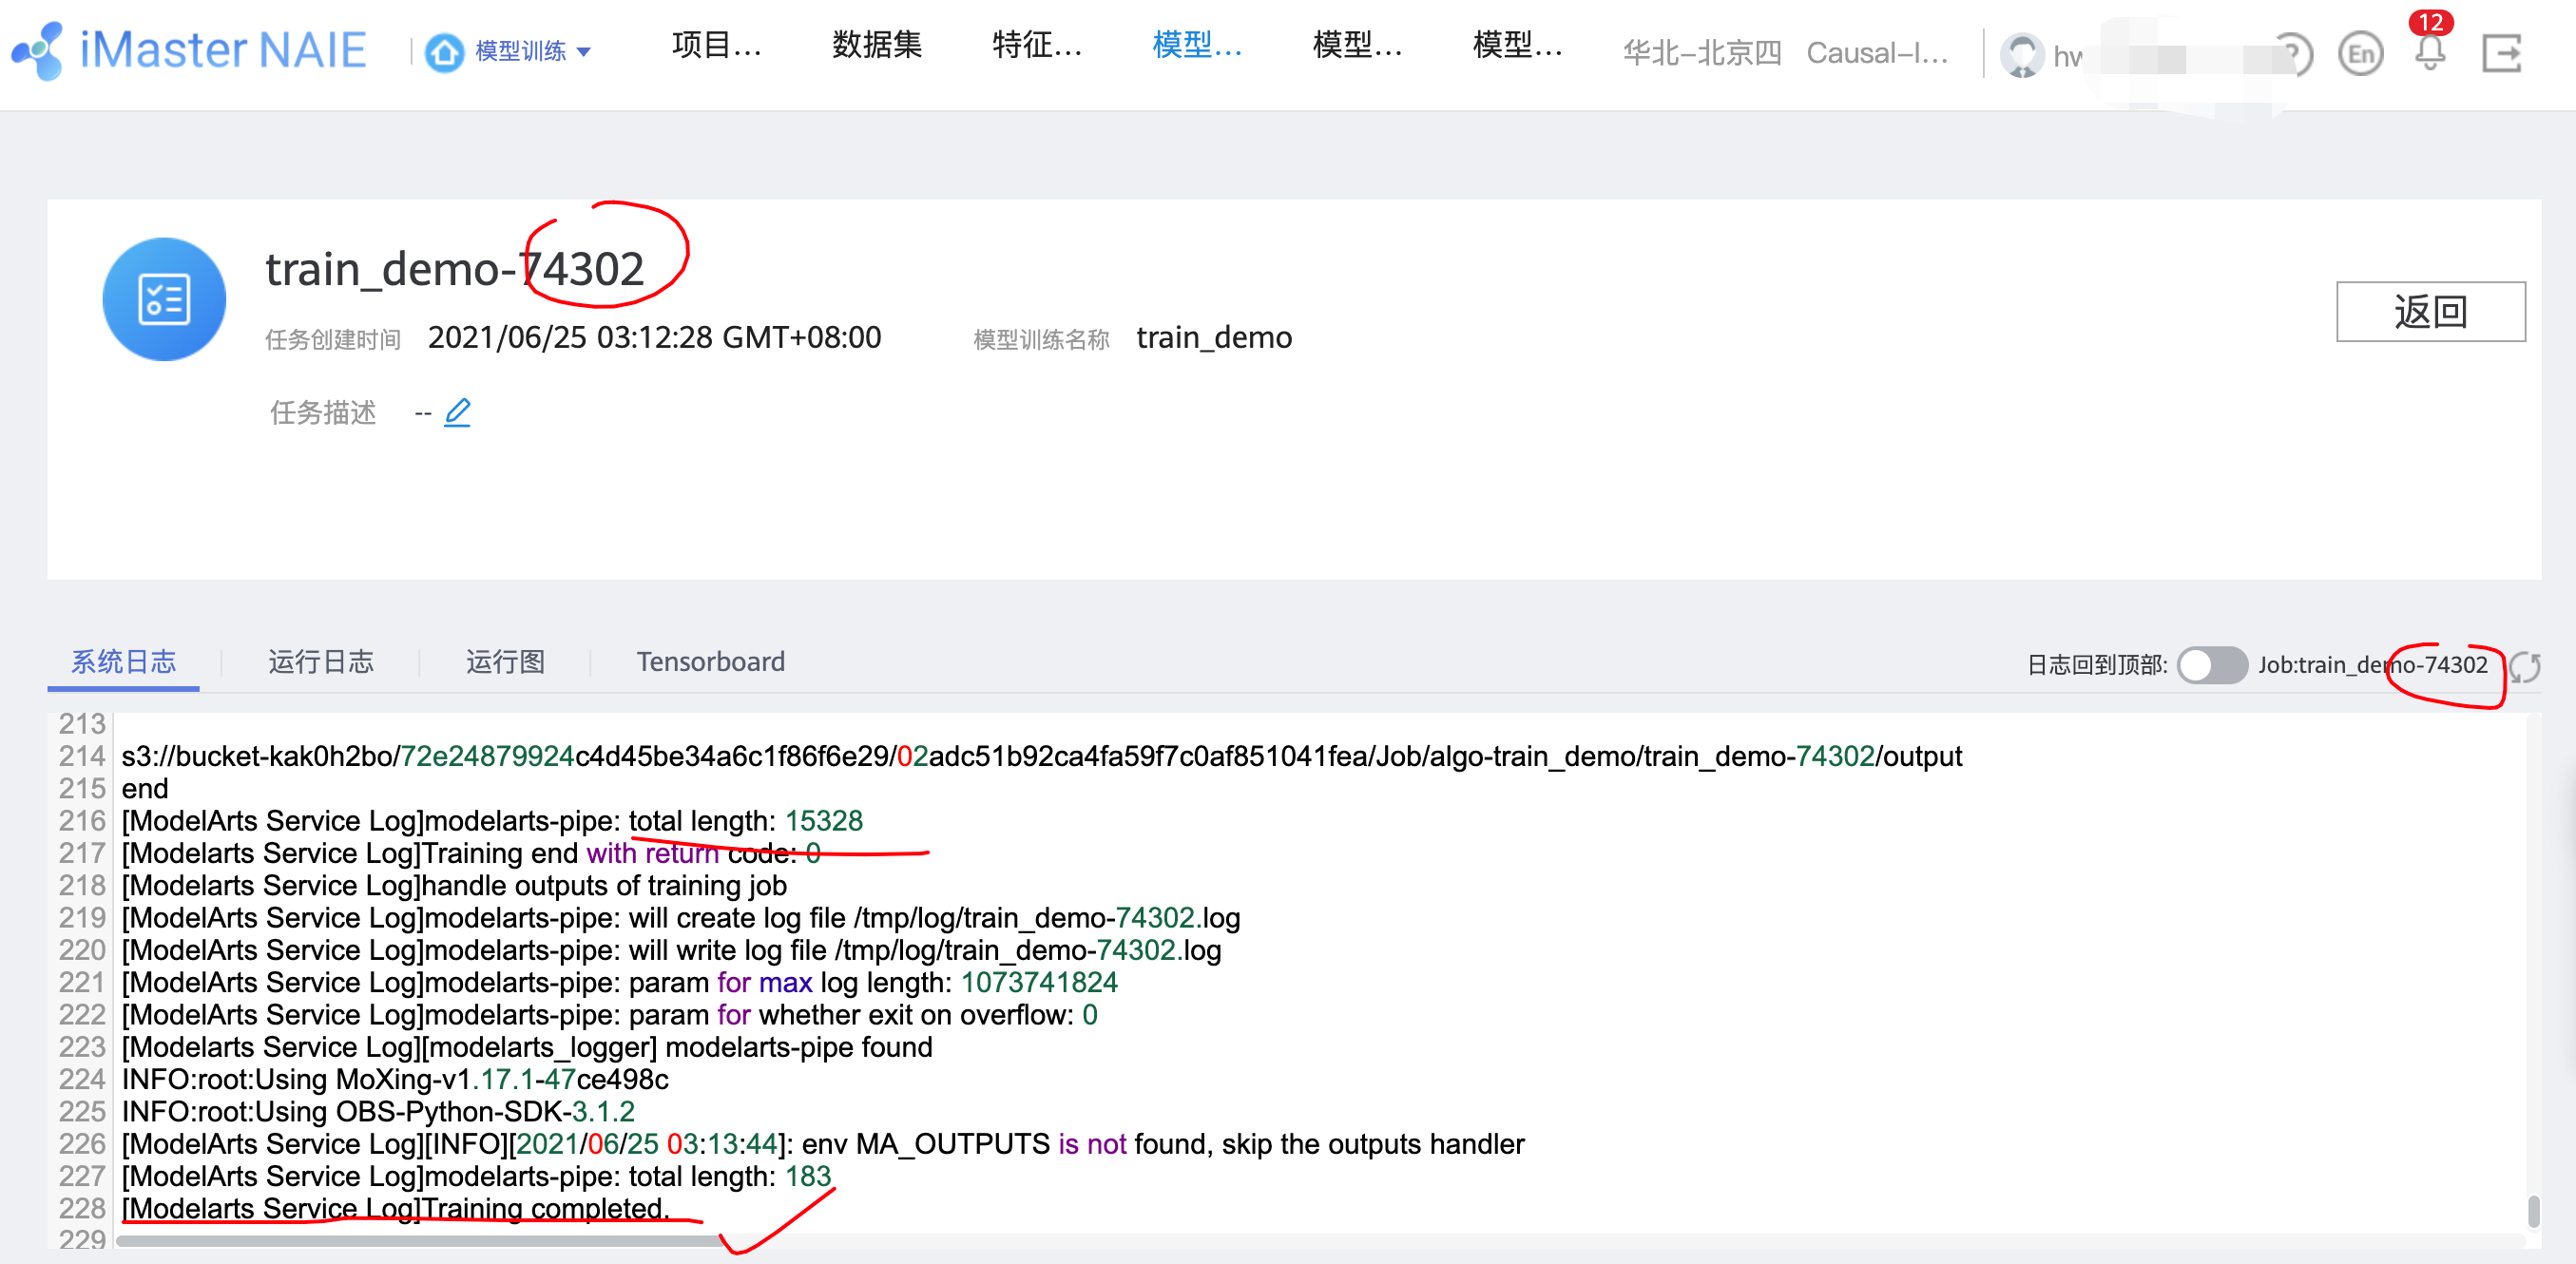 iMaster NAIE
模型训练
项目...
数据集
特征...
模型...
模型...
模型...
华北-北京四
Causal-I...
En
12
train_demo-74302
任务创建时间 2021/06/25 03:12:28 GMT+08:00
模型训练名称 train_demo
返回
任务描述 --
系统日志
运行日志
运行图
Tensorboard
日志回到顶部:
Job:train_demo-74302
213
214 s3://bucket-kak0h2bo/72e24879924c4d45be34a6c1f86f6e29/02adc51b92ca4fa59f7c0af851041fea/Job/algo-train_demo/train_demo-74302/output
215 end
216 [ModelArts Service Log]modelarts-pipe: total length: 15328
217 [Modelarts Service Log]Training end with return code: 0
218 [Modelarts Service Log]handle outputs of training job
219 [ModelArts Service Log]modelarts-pipe: will create log file /tmp/log/train_demo-74302.log
220 [ModelArts Service Log]modelarts-pipe: will write log file /tmp/log/train_demo-74302.log
221 [ModelArts Service Log]modelarts-pipe: param for max log length: 1073741824
222 [ModelArts Service Log]modelarts-pipe: param for whether exit on overflow: 0
223 [Modelarts Service Log][modelarts_logger] modelarts-pipe found
224 INFO:root:Using MoXing-v1.17.1-47ce498c
225 INFO:root:Using OBS-Python-SDK-3.1.2
226 [ModelArts Service Log][INFO][2021/06/25 03:13:44]: env MA_OUTPUTS is not found, skip the outputs handler
227 [ModelArts Service Log]modelarts-pipe: total length: 183
228 [Modelarts Service Log]Training completed.
229